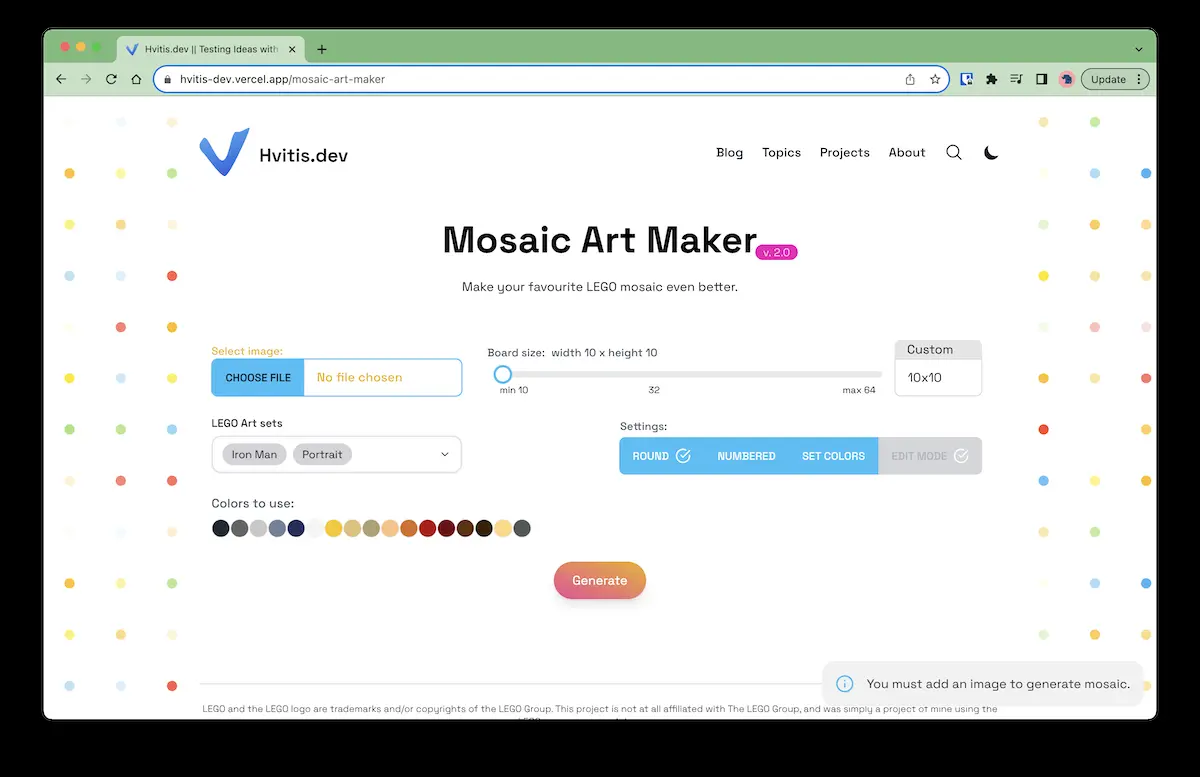 Hvitis.dev || Testing Ideas with
hvitis-dev.vercel.app/mosaic-art-maker
Update
Hvitis.dev
Blog Topics Projects About
Mosaic Art Maker
v. 2.0
Make your favourite LEGO mosaic even better.
Select image:
CHOOSE FILE No file chosen
Board size: width 10 x height 10
min 10 32 max 64
Custom
10x10
LEGO Art sets
Iron Man Portrait
Settings:
ROUND NUMBERED SET COLORS EDIT MODE
Colors to use:
Generate
You must add an image to generate mosaic.
LEGO and the LEGO logo are trademarks and/or copyrights of the LEGO Group. This project is not at all affiliated with The LEGO Group, and was simply a project of mine using the